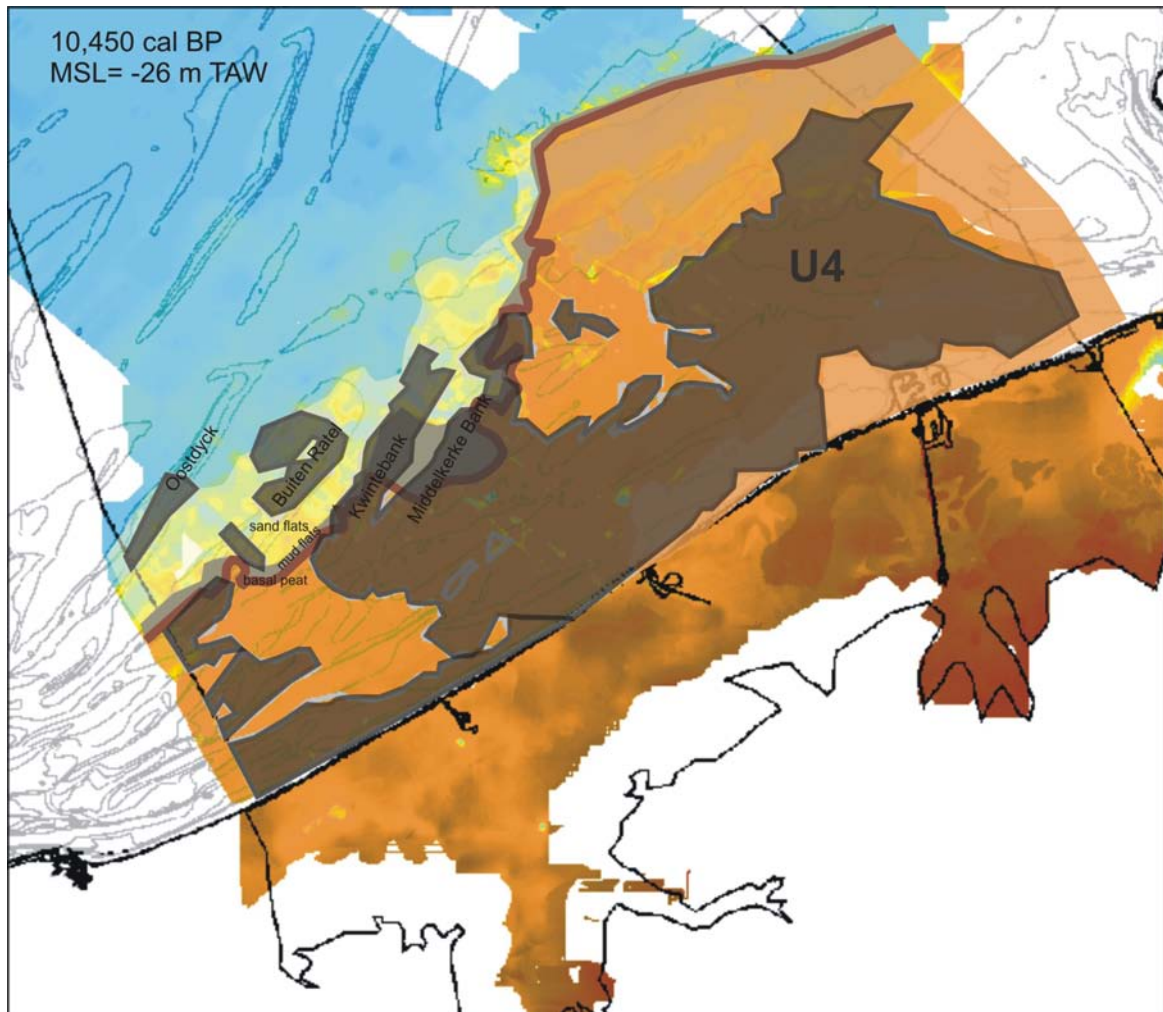 10,450 cal BP
MSL= -26 m TAW
U4
Oostdyck
Buiten Ratel
Kwintebank
Middelkerke Bank
sand flats
mud flats
basal peat